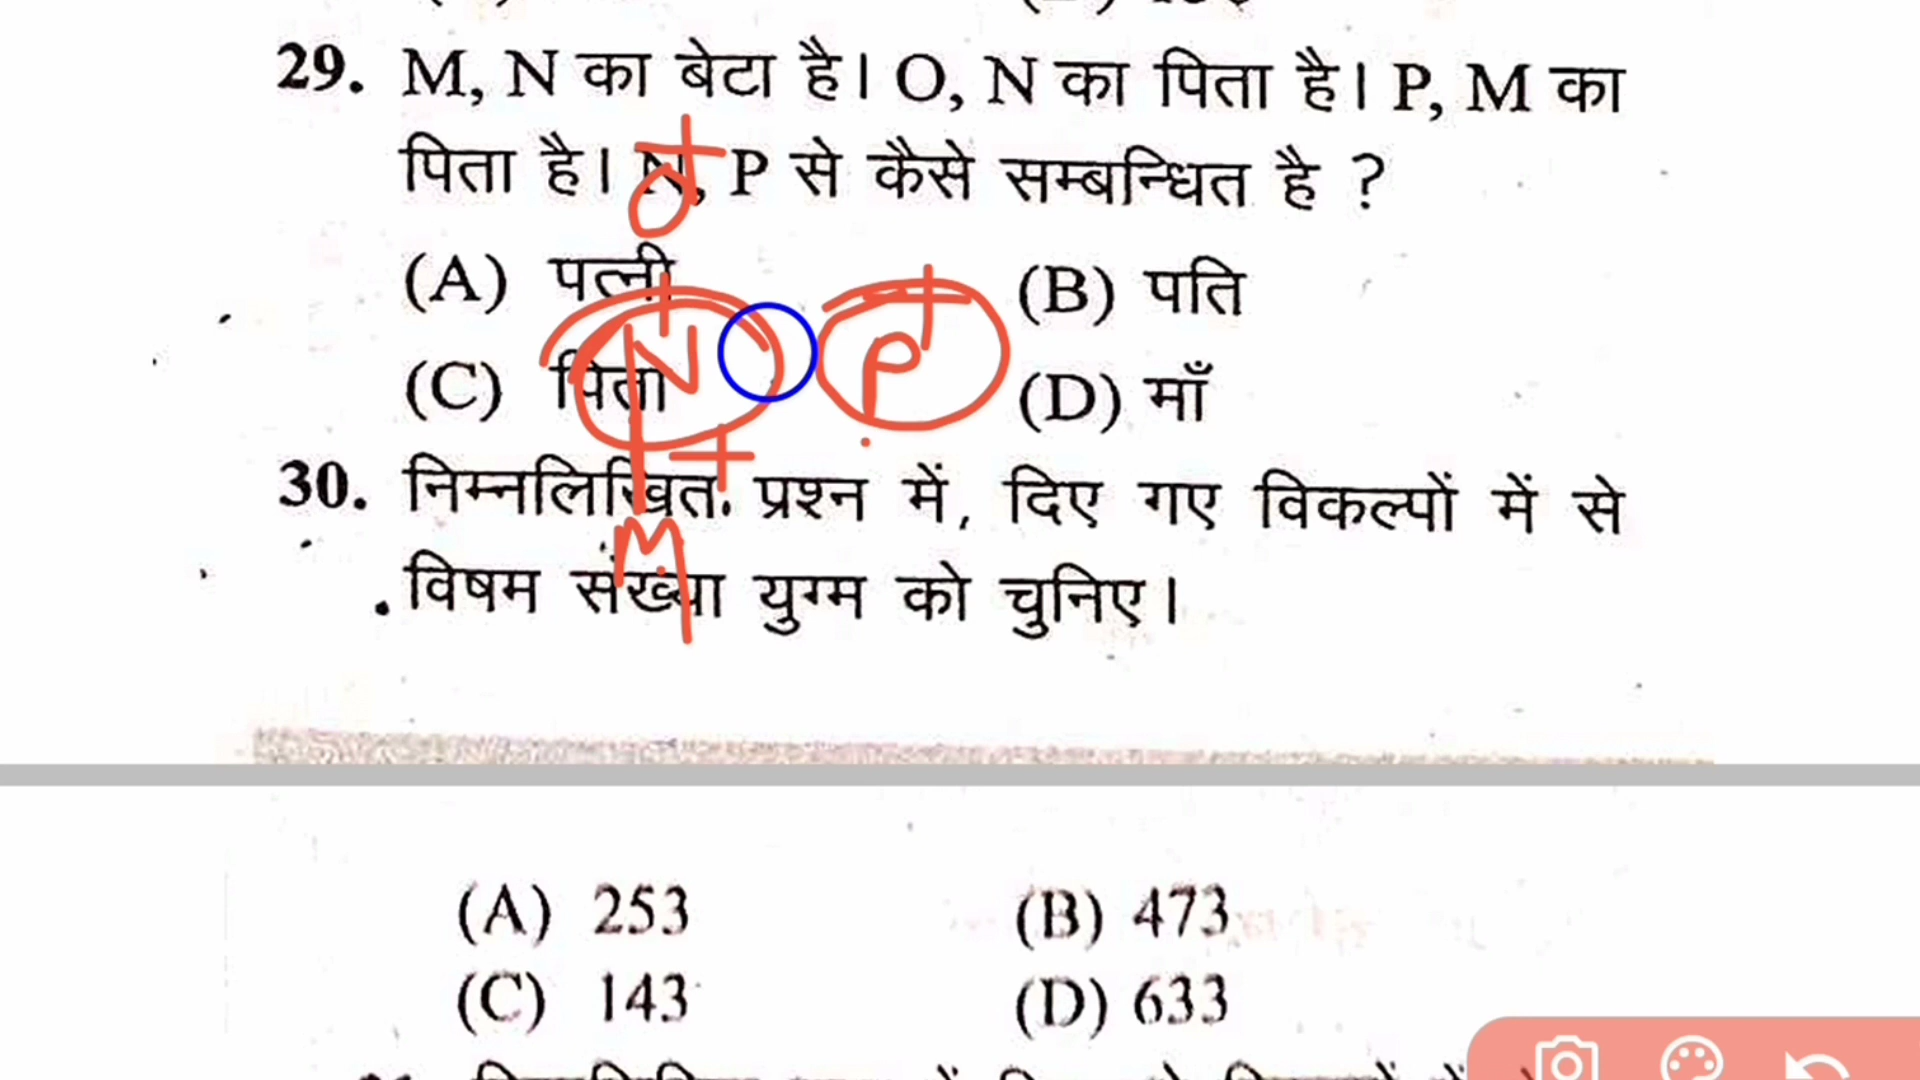 29. M, N का बेटा है। O, N का पिता है। P, M का
पिता है। N, P से कैसे सम्बन्धित है ?
(A) पत्नी (B) पति
(C) पिता (D) माँ
N P
30. निम्नलिखित प्रश्न में, दिए गए विकल्पों में से
M
विषम संख्या युग्म को चुनिए।
(A) 253 (B) 473
(C) 143 (D) 633